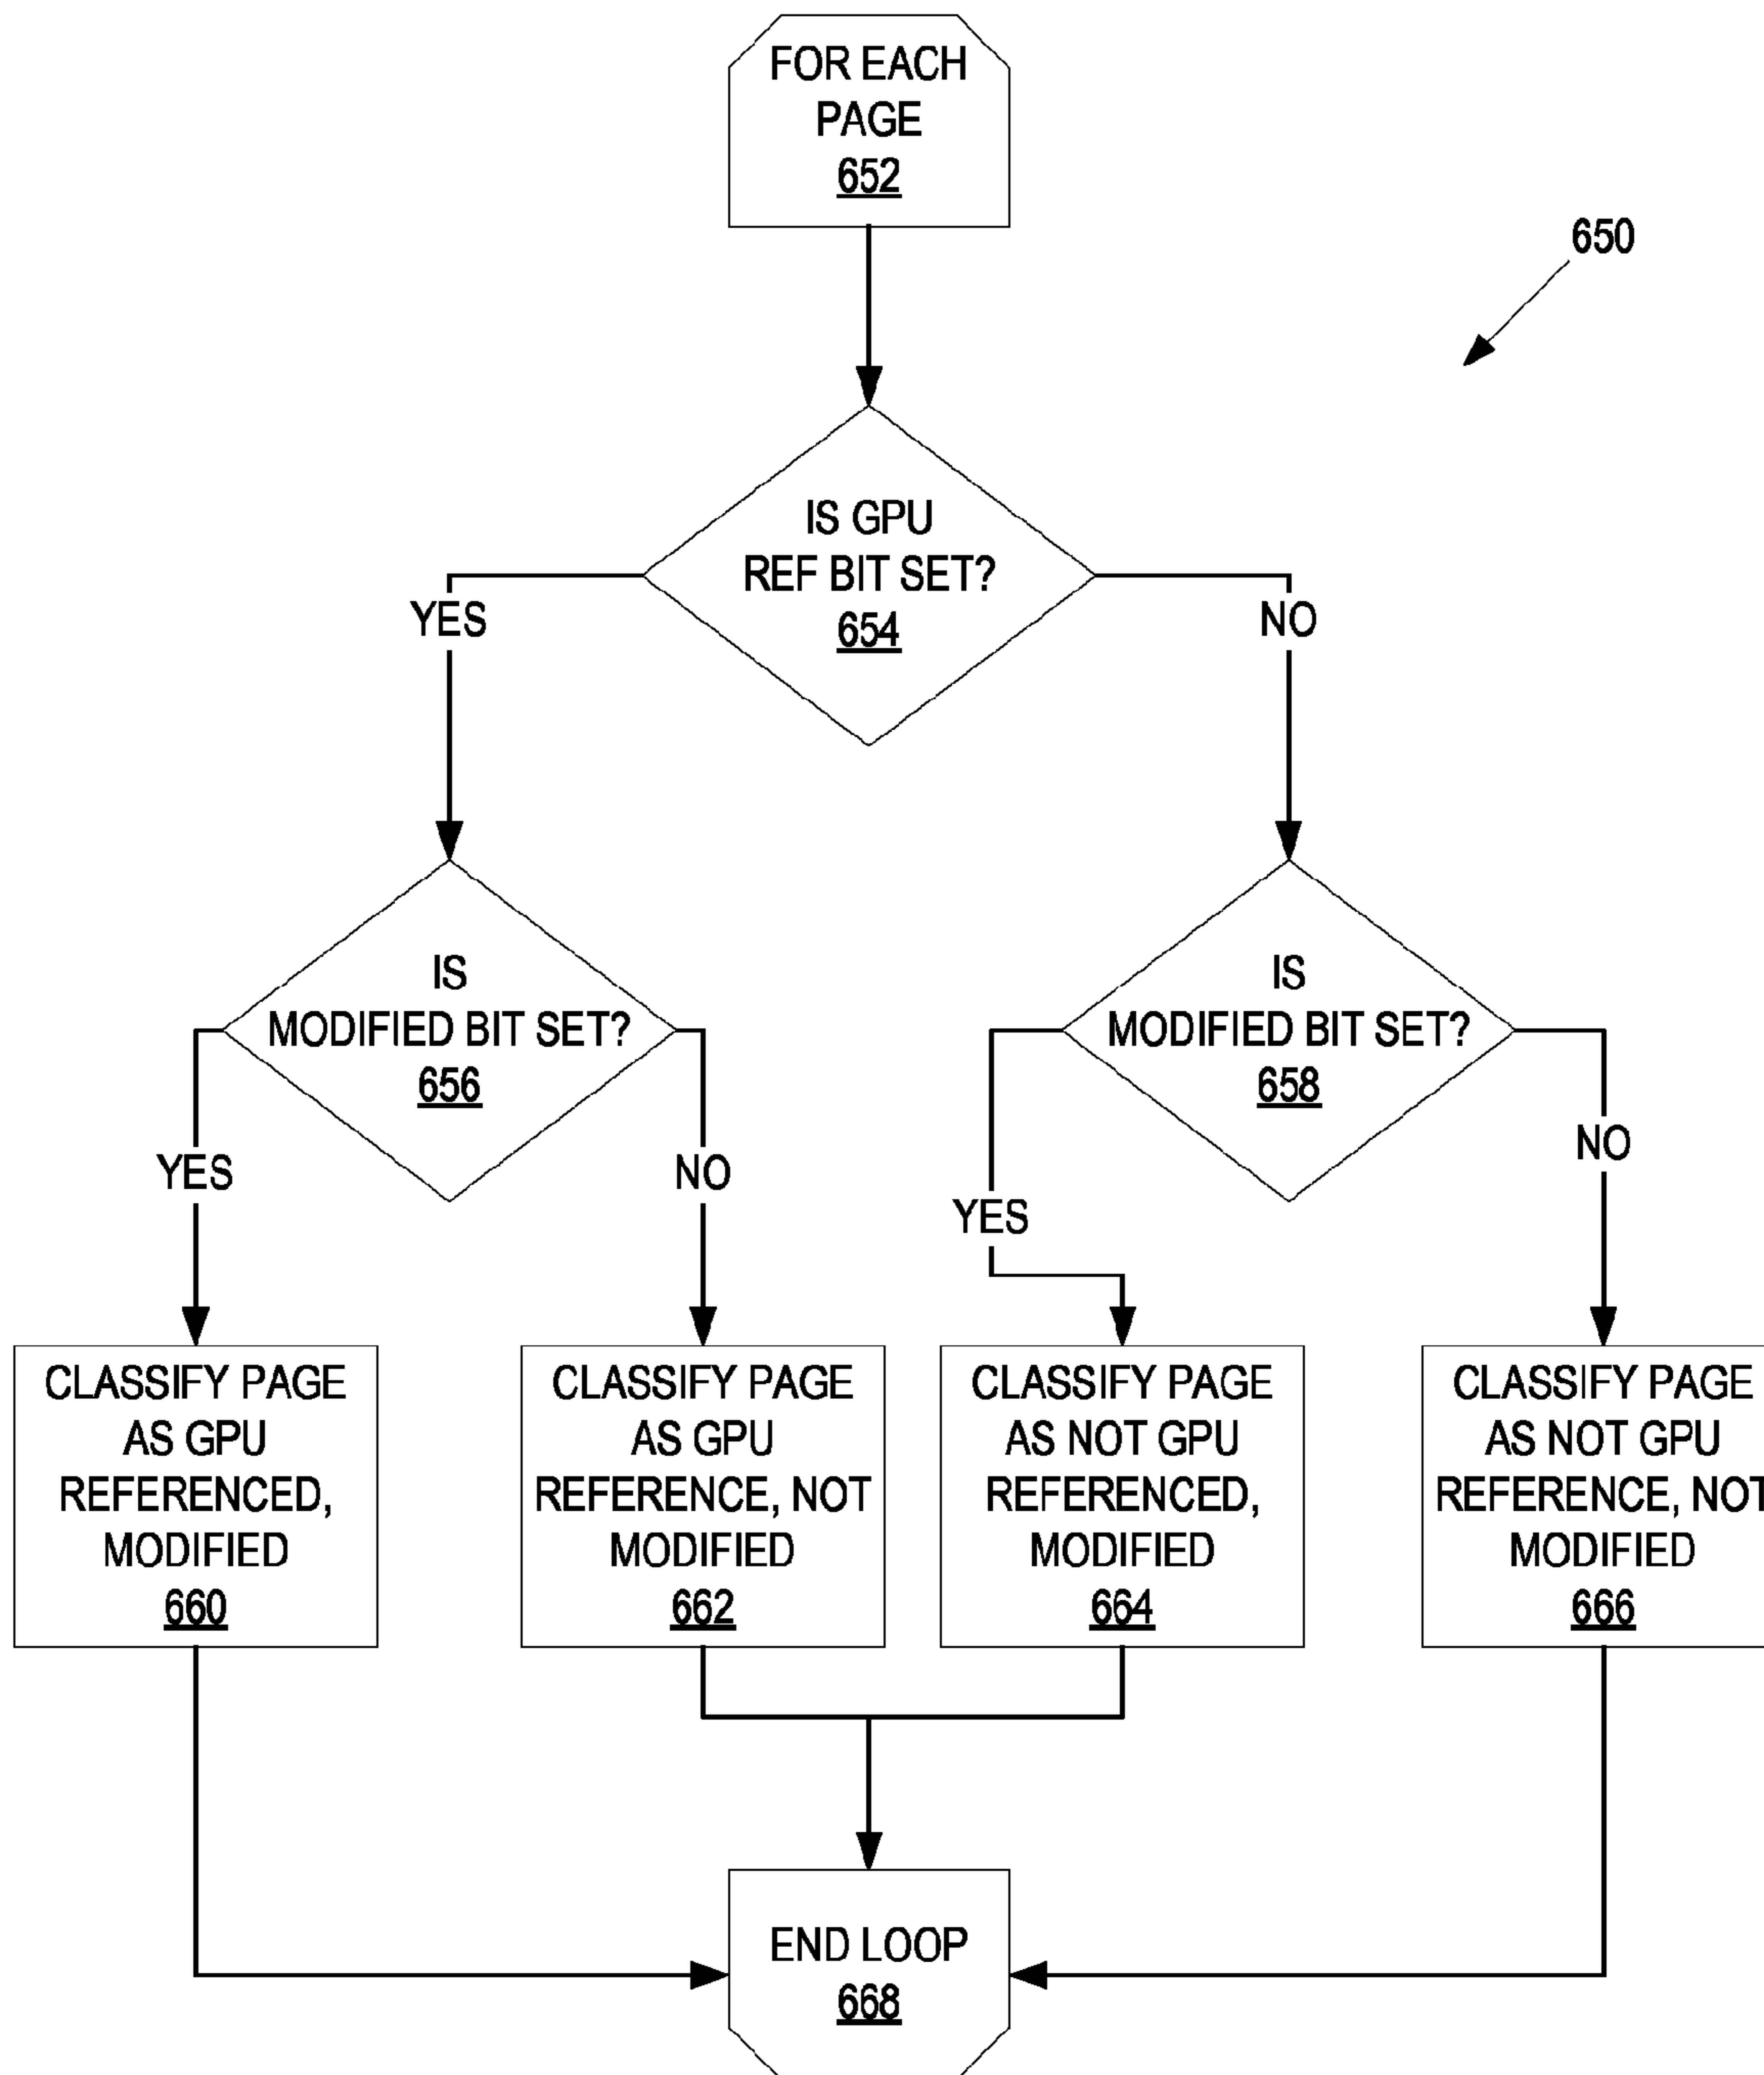 FOR EACH
PAGE
652
650
IS GPU
REF BIT SET?
654
YES
NO
IS
MODIFIED BIT SET?
656
IS
MODIFIED BIT SET?
658
YES
NO
YES
NO
CLASSIFY PAGE
AS GPU
REFERENCED,
MODIFIED
660
CLASSIFY PAGE
AS GPU
REFERENCE, NOT
MODIFIED
662
CLASSIFY PAGE
AS NOT GPU
REFERENCED,
MODIFIED
664
CLASSIFY PAGE
AS NOT GPU
REFERENCE, NOT
MODIFIED
666
END LOOP
668